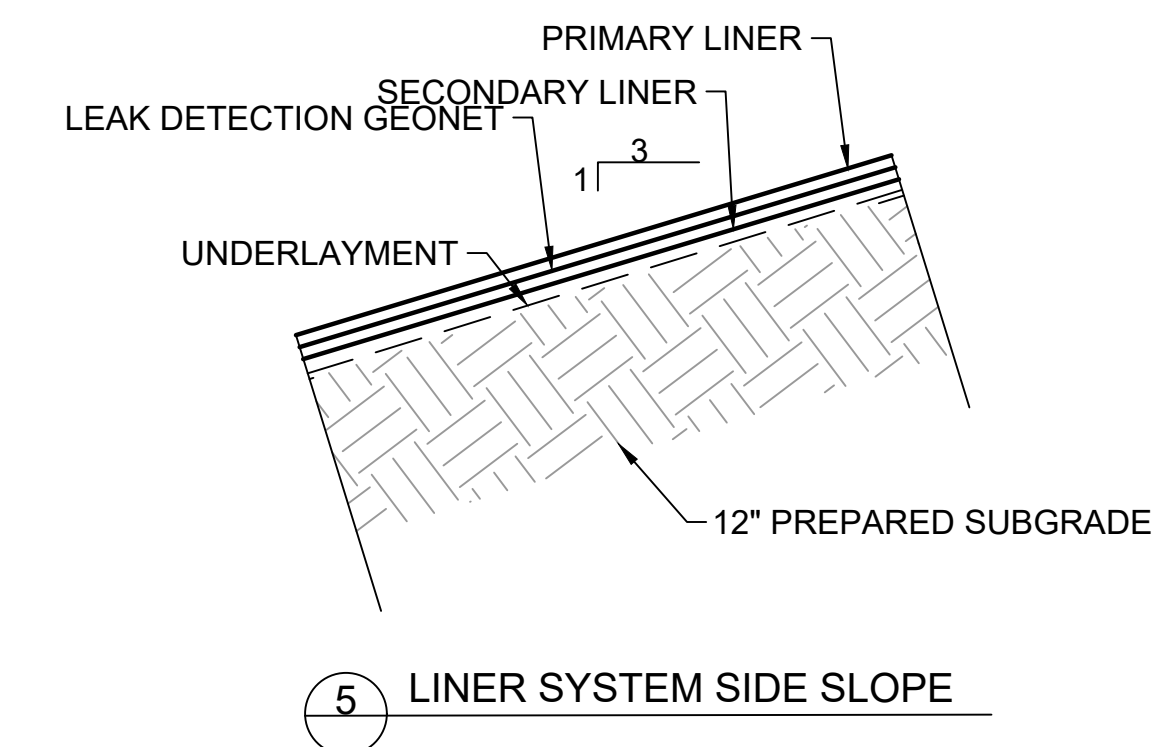 PRIMARY LINER
SECONDARY LINER
LEAK DETECTION GEONET
3
1
UNDERLAYMENT
12" PREPARED SUBGRADE
5 LINER SYSTEM SIDE SLOPE